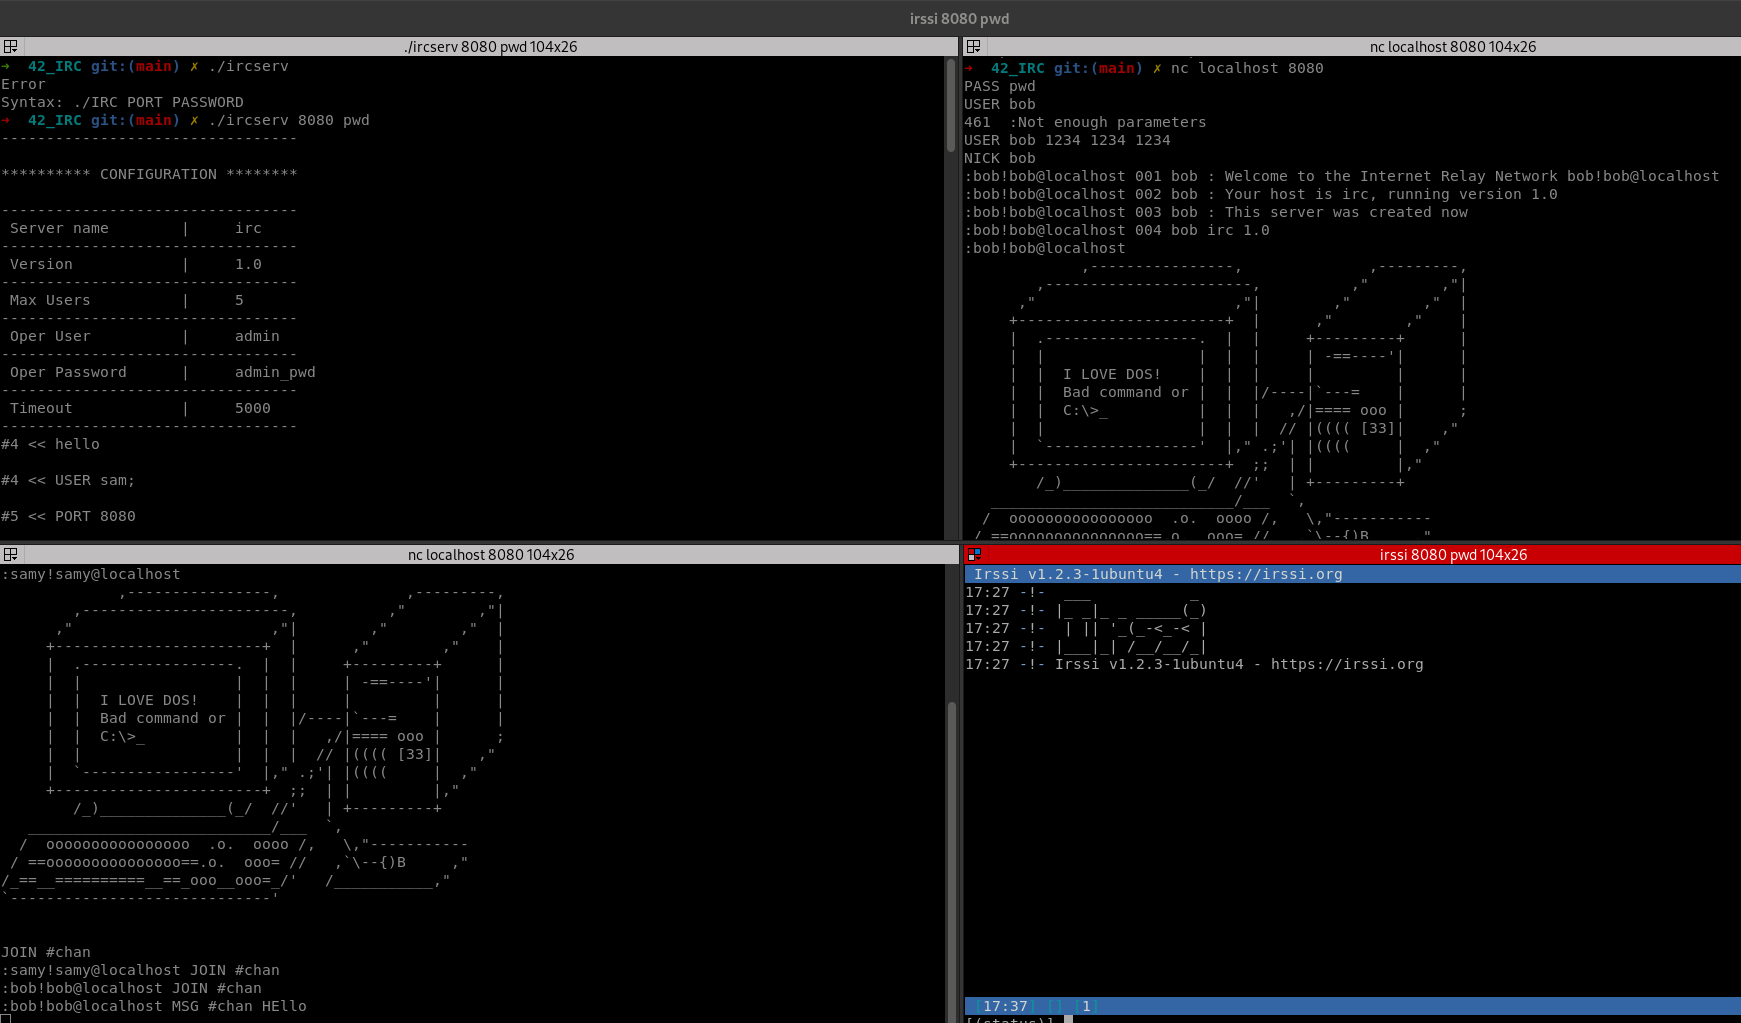 irssi 8080 pwd
./ircserv 8080 pwd 104x26
➜  42_IRC git:(main) ✗ ./ircserv
Error
Syntax: ./IRC PORT PASSWORD
➜  42_IRC git:(main) ✗ ./ircserv 8080 pwd
---------------------------------
********** CONFIGURATION ********
---------------------------------
 Server name        |     irc
---------------------------------
 Version            |     1.0
---------------------------------
 Max Users          |     5
---------------------------------
 Oper User          |     admin
---------------------------------
 Oper Password      |     admin_pwd
---------------------------------
 Timeout            |     5000
---------------------------------
#4 << hello
#4 << USER sam;
#5 << PORT 8080
nc localhost 8080 104x26
➜  42_IRC git:(main) ✗ nc localhost 8080
PASS pwd
USER bob
461  :Not enough parameters
USER bob 1234 1234 1234
NICK bob
:bob!bob@localhost 001 bob : Welcome to the Internet Relay Network bob!bob@localhost
:bob!bob@localhost 002 bob : Your host is irc, running version 1.0
:bob!bob@localhost 003 bob : This server was created now
:bob!bob@localhost 004 bob irc 1.0
:bob!bob@localhost
I LOVE DOS!
Bad command or
C:\>_
==== ooo
(((( [33]
((((
oooooooooooooooo  .o.  oooo /,
==ooooooooooooooo==.o.  ooo= //
nc localhost 8080 104x26
:samy!samy@localhost
I LOVE DOS!
Bad command or
C:\>_
==== ooo
(((( [33]
((((
oooooooooooooooo  .o.  oooo /,
==ooooooooooooooo==.o.  ooo= //   ,`\--{)B
/_==__==========__==_ooo__ooo=_/'
JOIN #chan
:samy!samy@localhost JOIN #chan
:bob!bob@localhost JOIN #chan
:bob!bob@localhost MSG #chan HEllo
irssi 8080 pwd 104x26
Irssi v1.2.3-1ubuntu4 - https://irssi.org
17:27 -!-  ___           _
17:27 -!- |_ _|_ _ _____(_)
17:27 -!-  | || '_(_-<_-< |
17:27 -!- |___|_| /__/__/_|
17:27 -!- Irssi v1.2.3-1ubuntu4 - https://irssi.org
[17:37] [] [1]
[(status)]